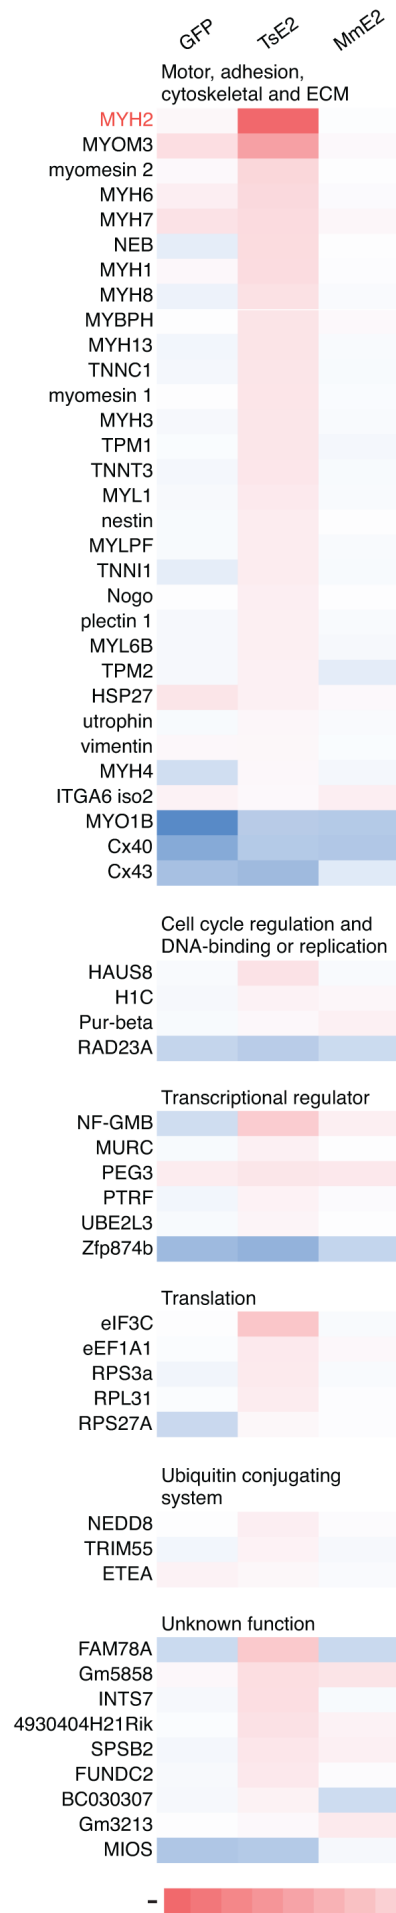 GFP TsE2 MmE2
Motor, adhesion,
cytoskeletal and ECM
MYH2
MYOM3
myomesin 2
MYH6
MYH7
NEB
MYH1
MYH8
MYBPH
MYH13
TNNC1
myomesin 1
MYH3
TPM1
TNNT3
MYL1
nestin
MYLPF
TNNI1
Nogo
plectin 1
MYL6B
TPM2
HSP27
utrophin
vimentin
MYH4
ITGA6 iso2
MYO1B
Cx40
Cx43
Cell cycle regulation and
DNA-binding or replication
HAUS8
H1C
Pur-beta
RAD23A
Transcriptional regulator
NF-GMB
MURC
PEG3
PTRF
UBE2L3
Zfp874b
Translation
eIF3C
eEF1A1
RPS3a
RPL31
RPS27A
Ubiquitin conjugating
system
NEDD8
TRIM55
ETEA
Unknown function
FAM78A
Gm5858
INTS7
4930404H21Rik
SPSB2
FUNDC2
BC030307
Gm3213
MIOS
-